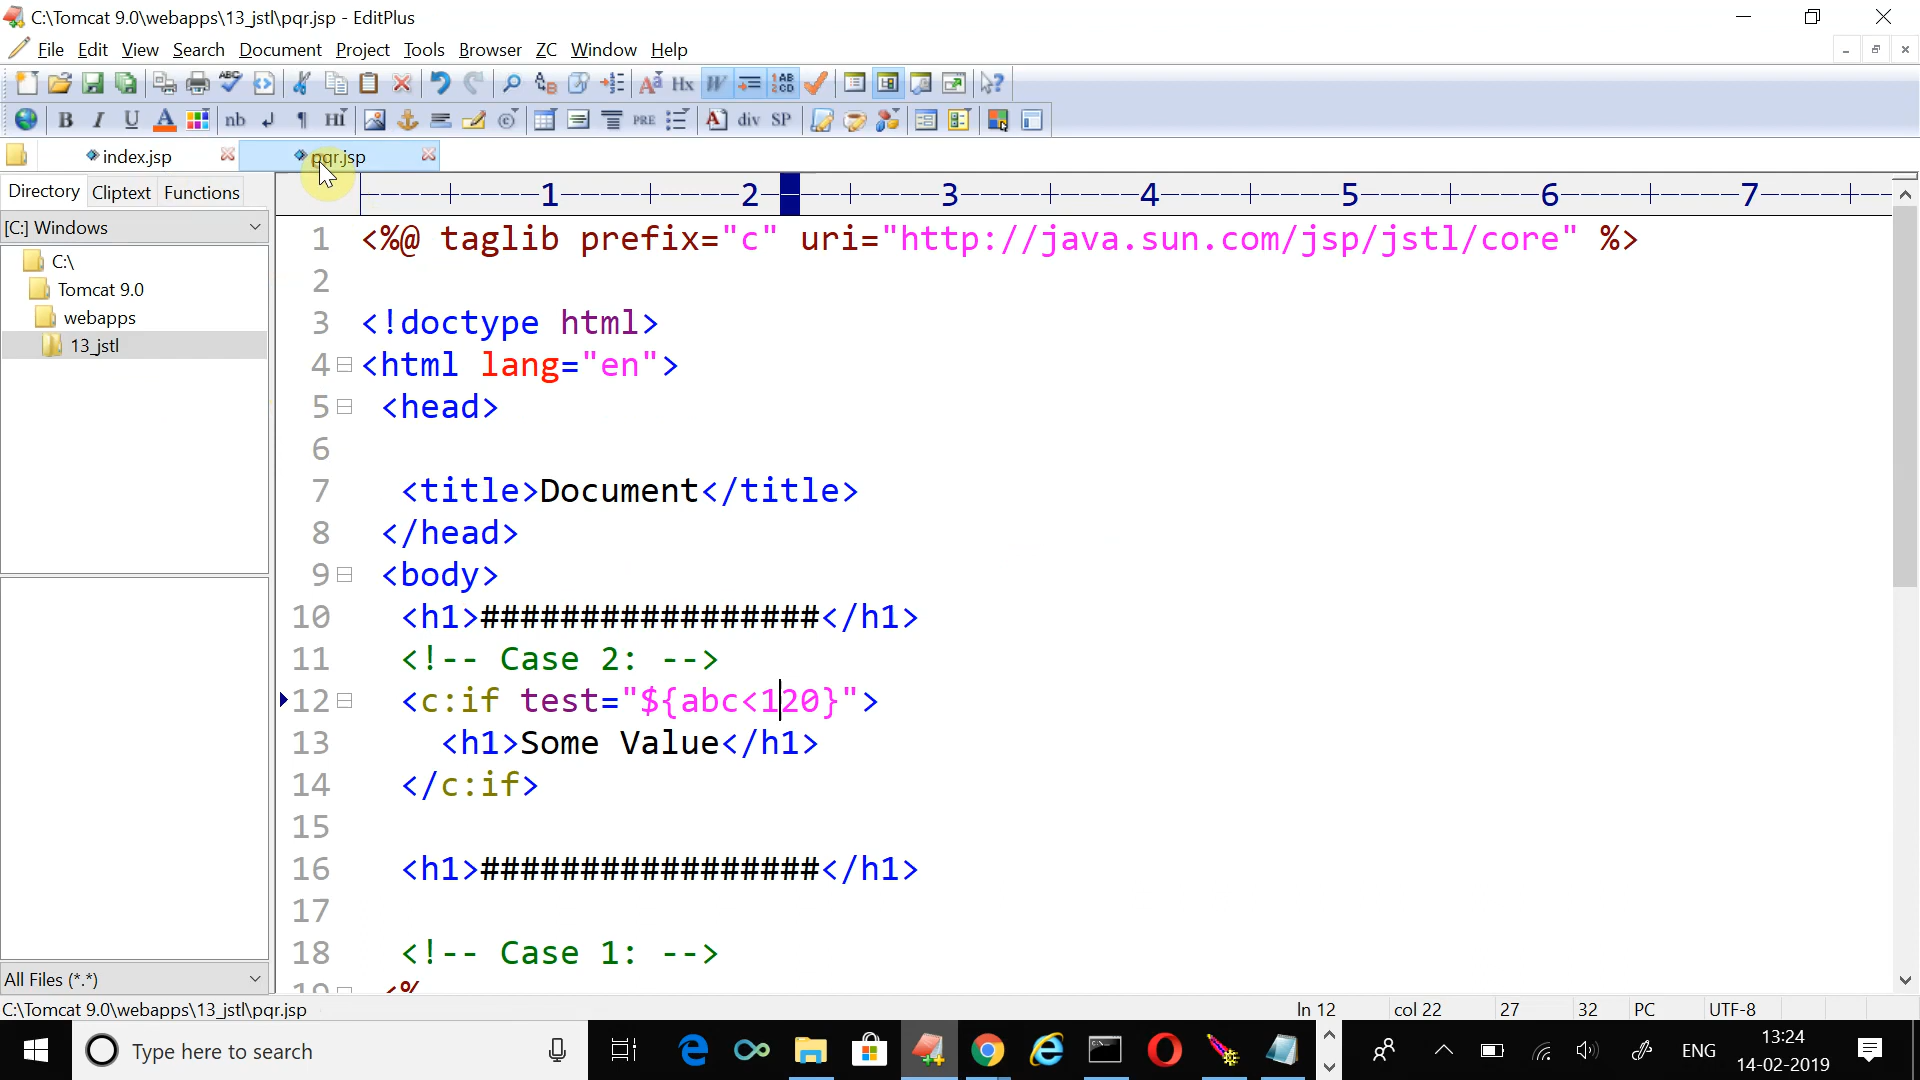 C:\Tomcat 9.0\webapps\13_jstl\pqr.jsp - EditPlus
File Edit View Search Document Project Tools Browser ZC Window Help
index.jsp pqr.jsp
Directory Cliptext Functions
[C:] Windows
C:\
Tomcat 9.0
webapps
13_jstl
All Files (*.*)
1 <%@ taglib prefix="c" uri="http://java.sun.com/jsp/jstl/core" %>
2
3 <!doctype html>
4 <html lang="en">
5 <head>
6
7 <title>Document</title>
8 </head>
9 <body>
10 <h1>#################</h1>
11 <!-- Case 2: -->
12 <c:if test="${abc<120}">
13 <h1>Some Value</h1>
14 </c:if>
15
16 <h1>#################</h1>
17
18 <!-- Case 1: -->
19 <%
C:\Tomcat 9.0\webapps\13_jstl\pqr.jsp ln 12 col 22 27 32 PC UTF-8
Type here to search
ENG
13:24
14-02-2019